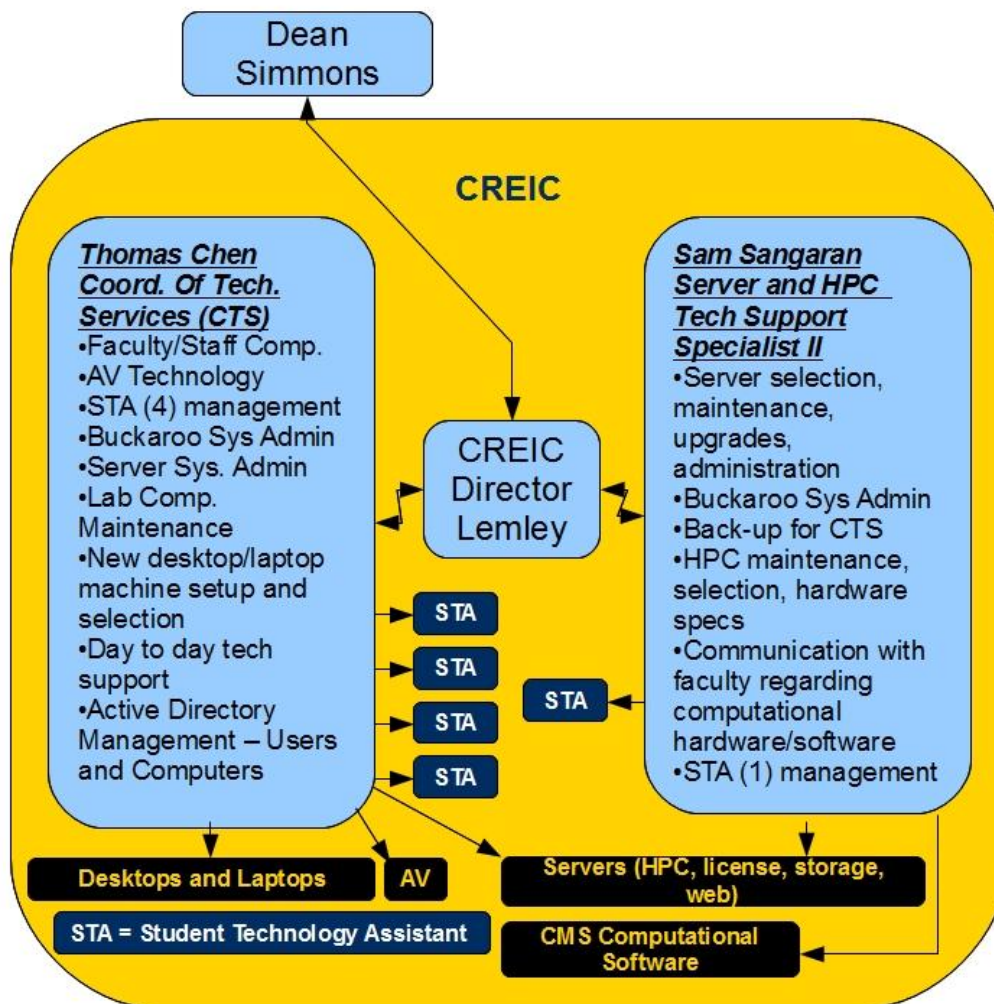 Dean
Simmons
CREIC
Thomas Chen
Coord. Of Tech.
Services (CTS)
•Faculty/Staff Comp.
•AV Technology
•STA (4) management
•Buckaroo Sys Admin
•Server Sys. Admin
•Lab Comp.
Maintenance
•New desktop/laptop
machine setup and
selection
•Day to day tech
support
•Active Directory
Management – Users
and Computers
CREIC
Director
Lemley
Sam Sangaran
Server and HPC
Tech Support
Specialist II
•Server selection,
maintenance,
upgrades,
administration
•Buckaroo Sys Admin
•Back-up for CTS
•HPC maintenance,
selection, hardware
specs
•Communication with
faculty regarding
computational
hardware/software
•STA (1) management
STA
STA
STA
STA
STA
Desktops and Laptops
AV
Servers (HPC, license, storage,
web)
STA = Student Technology Assistant
CMS Computational
Software